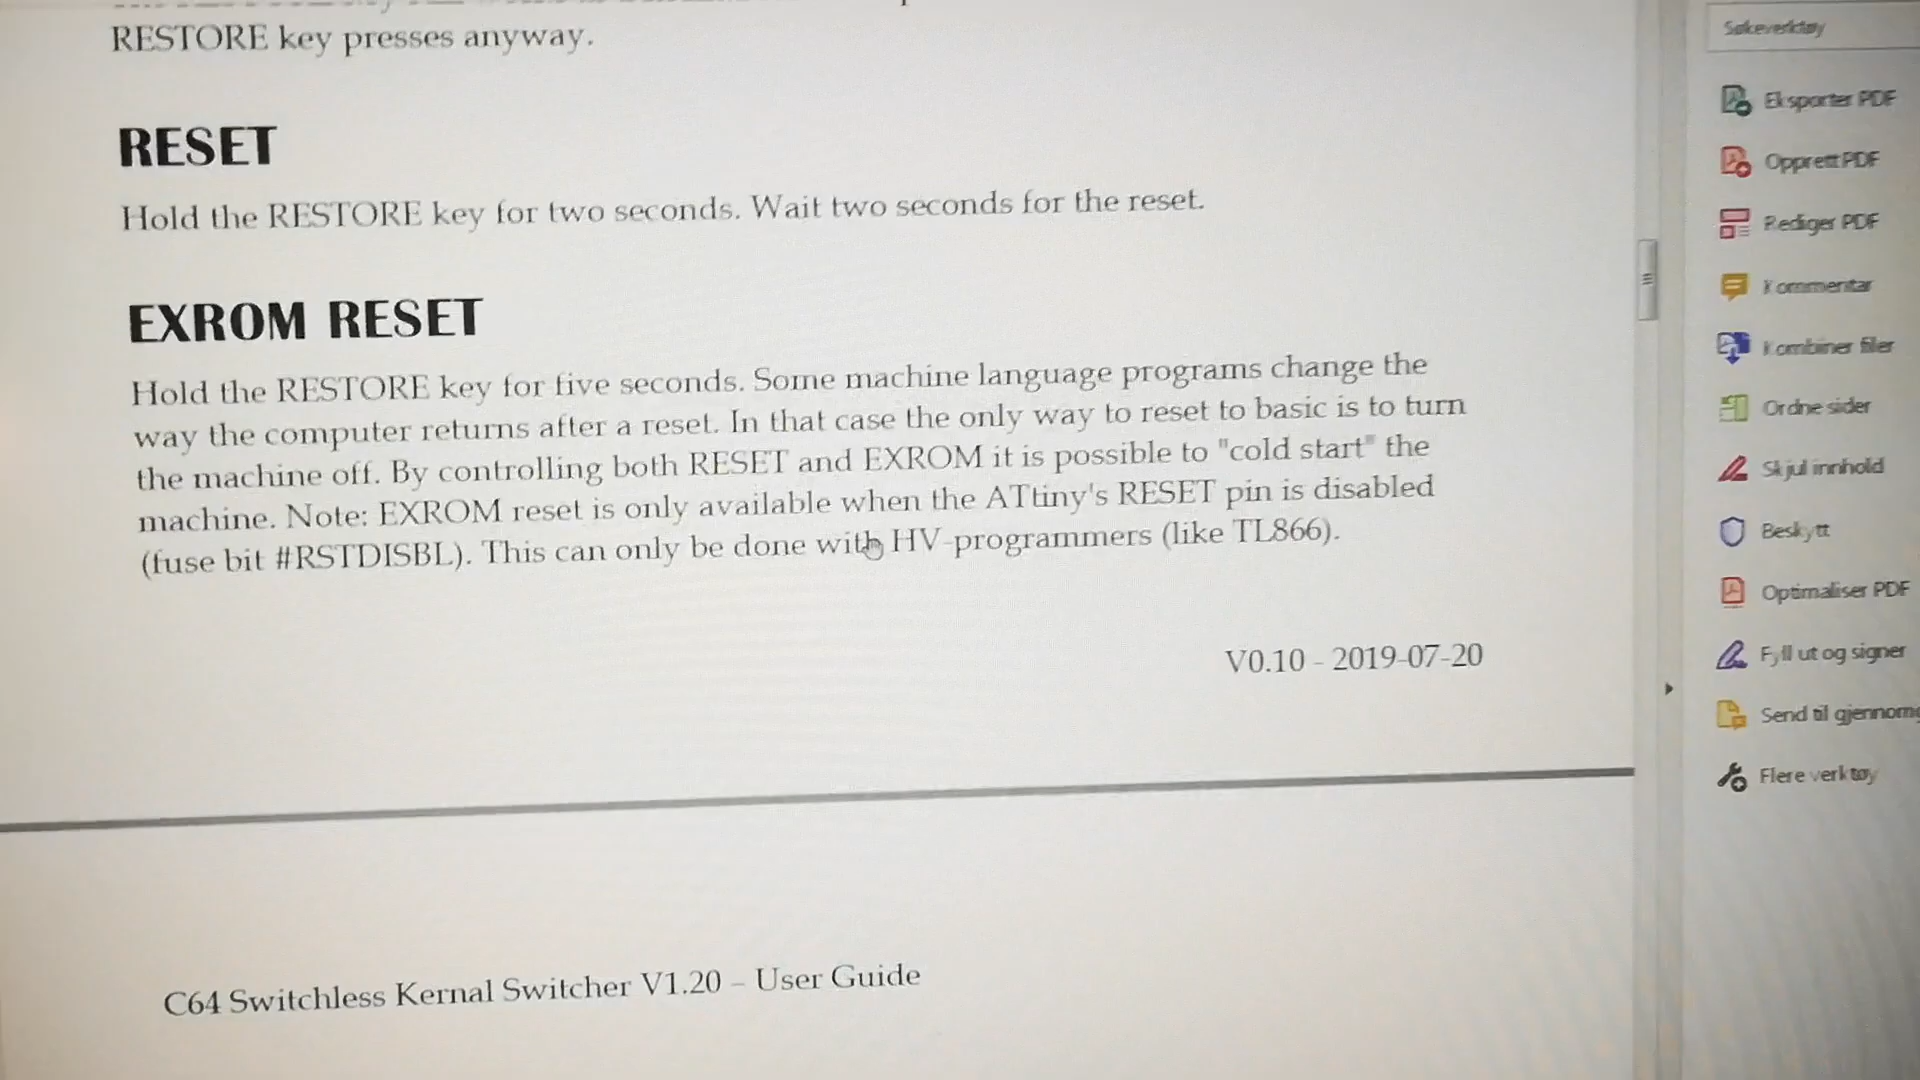 RESTORE key presses anyway.
RESET
Hold the RESTORE key for two seconds. Wait two seconds for the reset.
EXROM RESET
Hold the RESTORE key for five seconds. Some machine language programs change the
way the computer returns after a reset. In that case the only way to reset to basic is to turn
the machine off. By controlling both RESET and EXROM it is possible to "cold start" the
machine. Note: EXROM reset is only available when the ATtiny's RESET pin is disabled
(fuse bit #RSTDISBL). This can only be done with HV-programmers (like TL866).
V0.10 - 2019-07-20
C64 Switchless Kernal Switcher V1.20 – User Guide
Søkeverktøy
Eksporter PDF
Opprett PDF
Rediger PDF
Kommentar
Kombiner filer
Ordne sider
Skjul innhold
Beskytt
Optimaliser PDF
Fyll ut og signer
Send til gjennomg
Flere verktøy